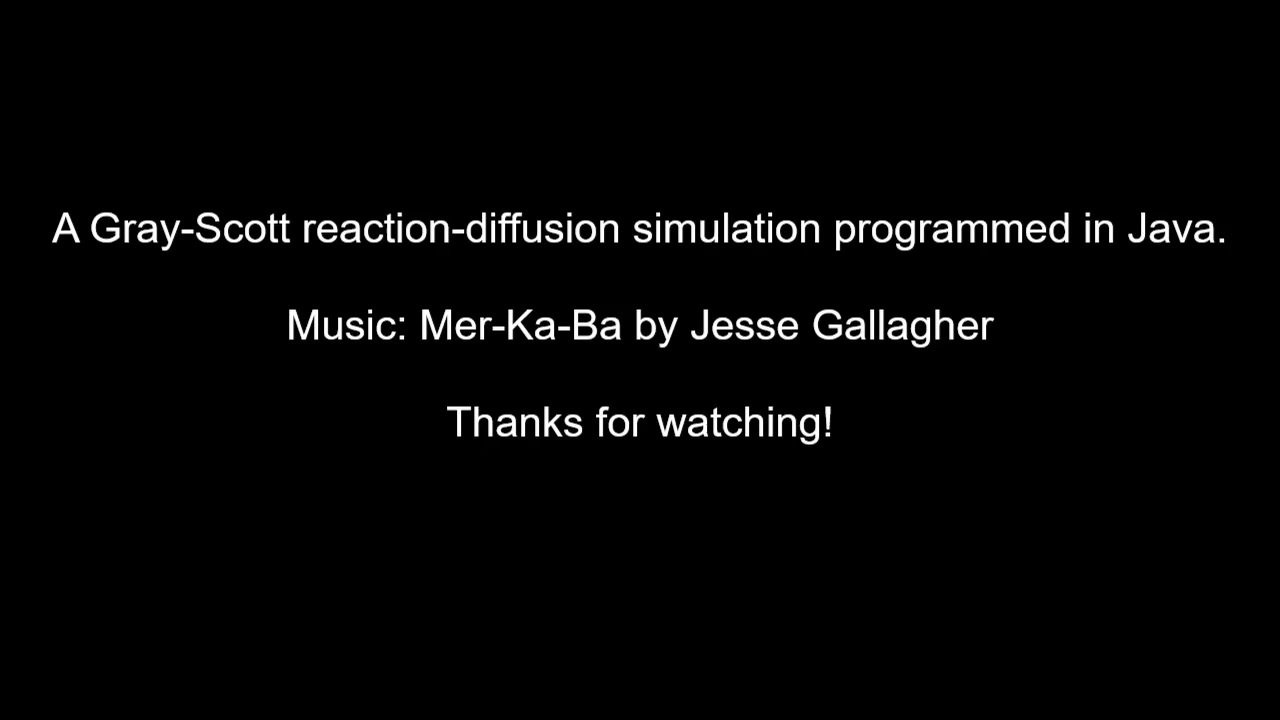 A Gray-Scott reaction-diffusion simulation programmed in Java.
Music: Mer-Ka-Ba by Jesse Gallagher
Thanks for watching!